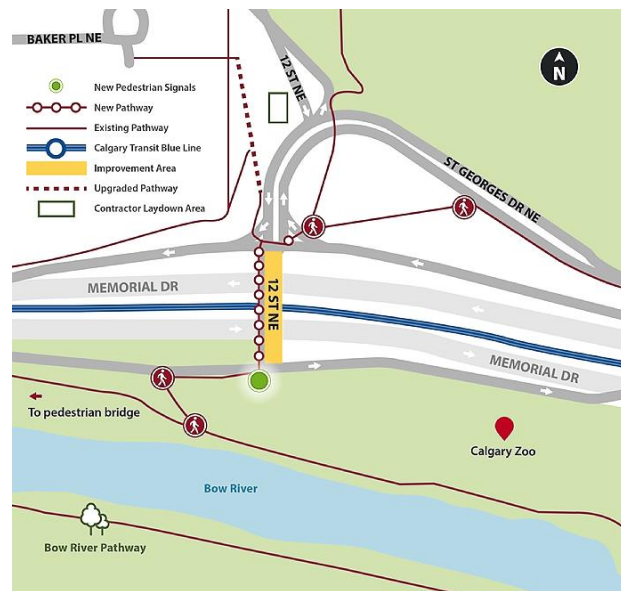 BAKER PL NE
12 ST NE
N
New Pedestrian Signals
New Pathway
Existing Pathway
Calgary Transit Blue Line
Improvement Area
Upgraded Pathway
Contractor Laydown Area
ST GEORGES DR NE
MEMORIAL DR
12 ST NE
MEMORIAL DR
To pedestrian bridge
Calgary Zoo
Bow River
Bow River Pathway